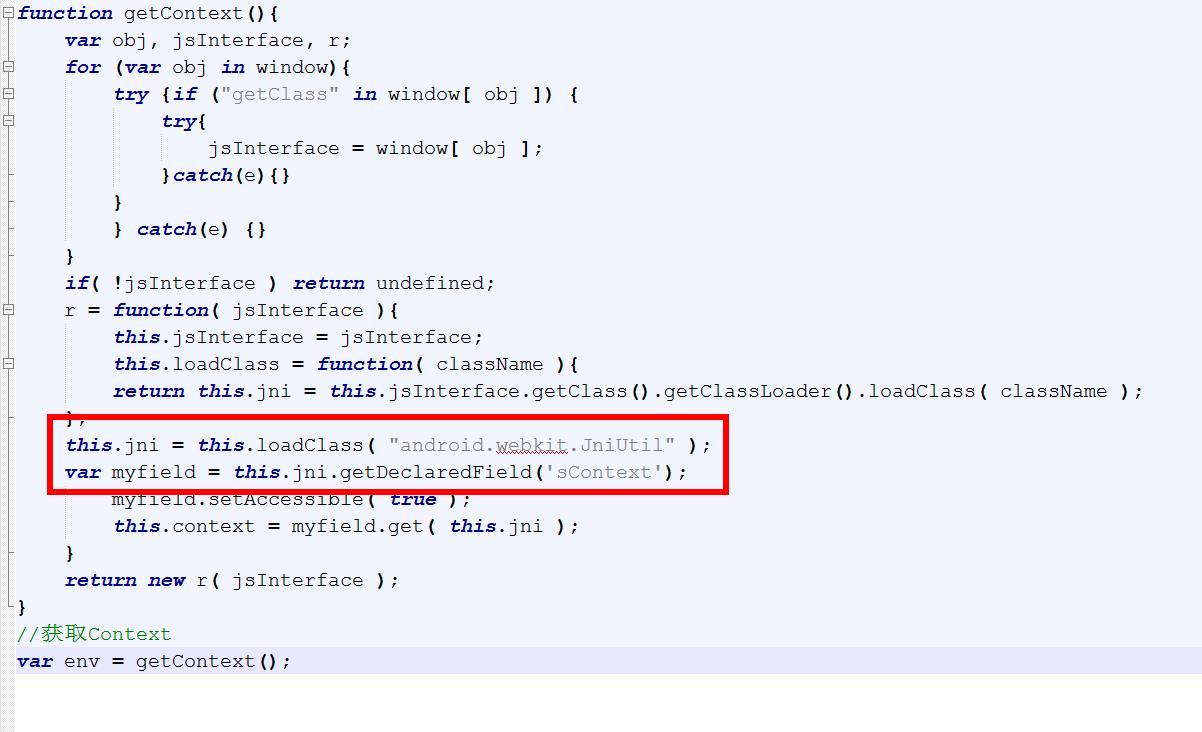 function getContext(){
var obj, jsInterface, r;
for (var obj in window){
try {if ("getClass" in window[ obj ]) {
try{
jsInterface = window[ obj ];
}catch(e){}
}
} catch(e) {}
}
if( !jsInterface ) return undefined;
r = function( jsInterface ){
this.jsInterface = jsInterface;
this.loadClass = function( className ){
return this.jni = this.jsInterface.getClass().getClassLoader().loadClass( className );
};
this.jni = this.loadClass( "android.webkit.JniUtil" );
var myfield = this.jni.getDeclaredField('sContext');
myfield.setAccessible( true );
this.context = myfield.get( this.jni );
}
return new r( jsInterface );
}
//获取Context
var env = getContext();